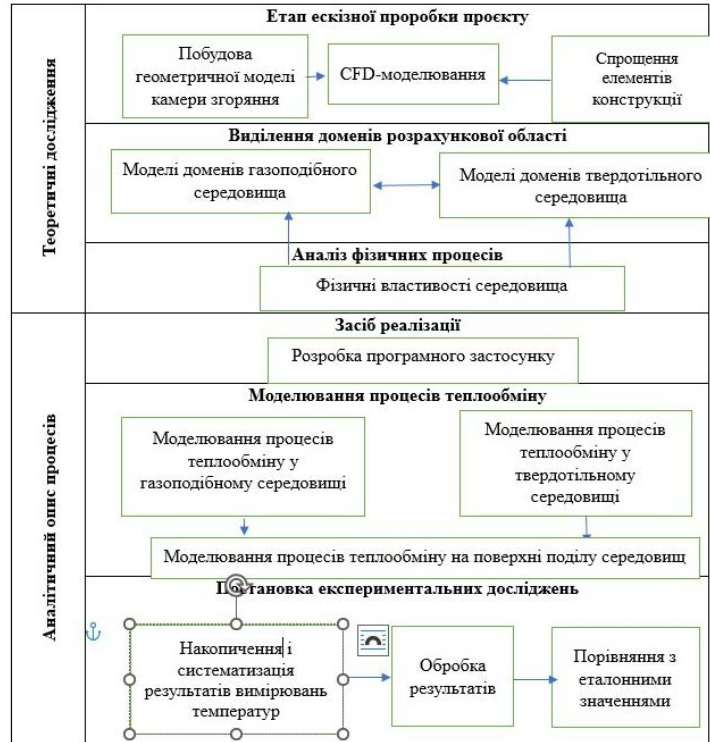 Теоретичні дослідження
Етап ескізної проробки проєкту
Побудова
геометричної моделі
камери згоряння
CFD-моделювання
Спрощення
елементів
конструкції
Виділення доменів розрахункової області
Моделі доменів газоподібного
середовища
Моделі доменів твердотільного
середовища
Аналіз фізичних процесів
Фізичні властивості середовища
Аналітичний опис процесів
Засіб реалізації
Розробка програмного застосунку
Моделювання процесів теплообміну
Моделювання процесів
теплообміну у
газоподібному середовищі
Моделювання процесів
теплообміну у
твердотільному
середовищі
Моделювання процесів теплообміну на поверхні поділу середовищ
Постановка експериментальних досліджень
Накопичення і
систематизація
результатів вимірювань
температур
Обробка
результатів
Порівняння з
еталонними
значеннями